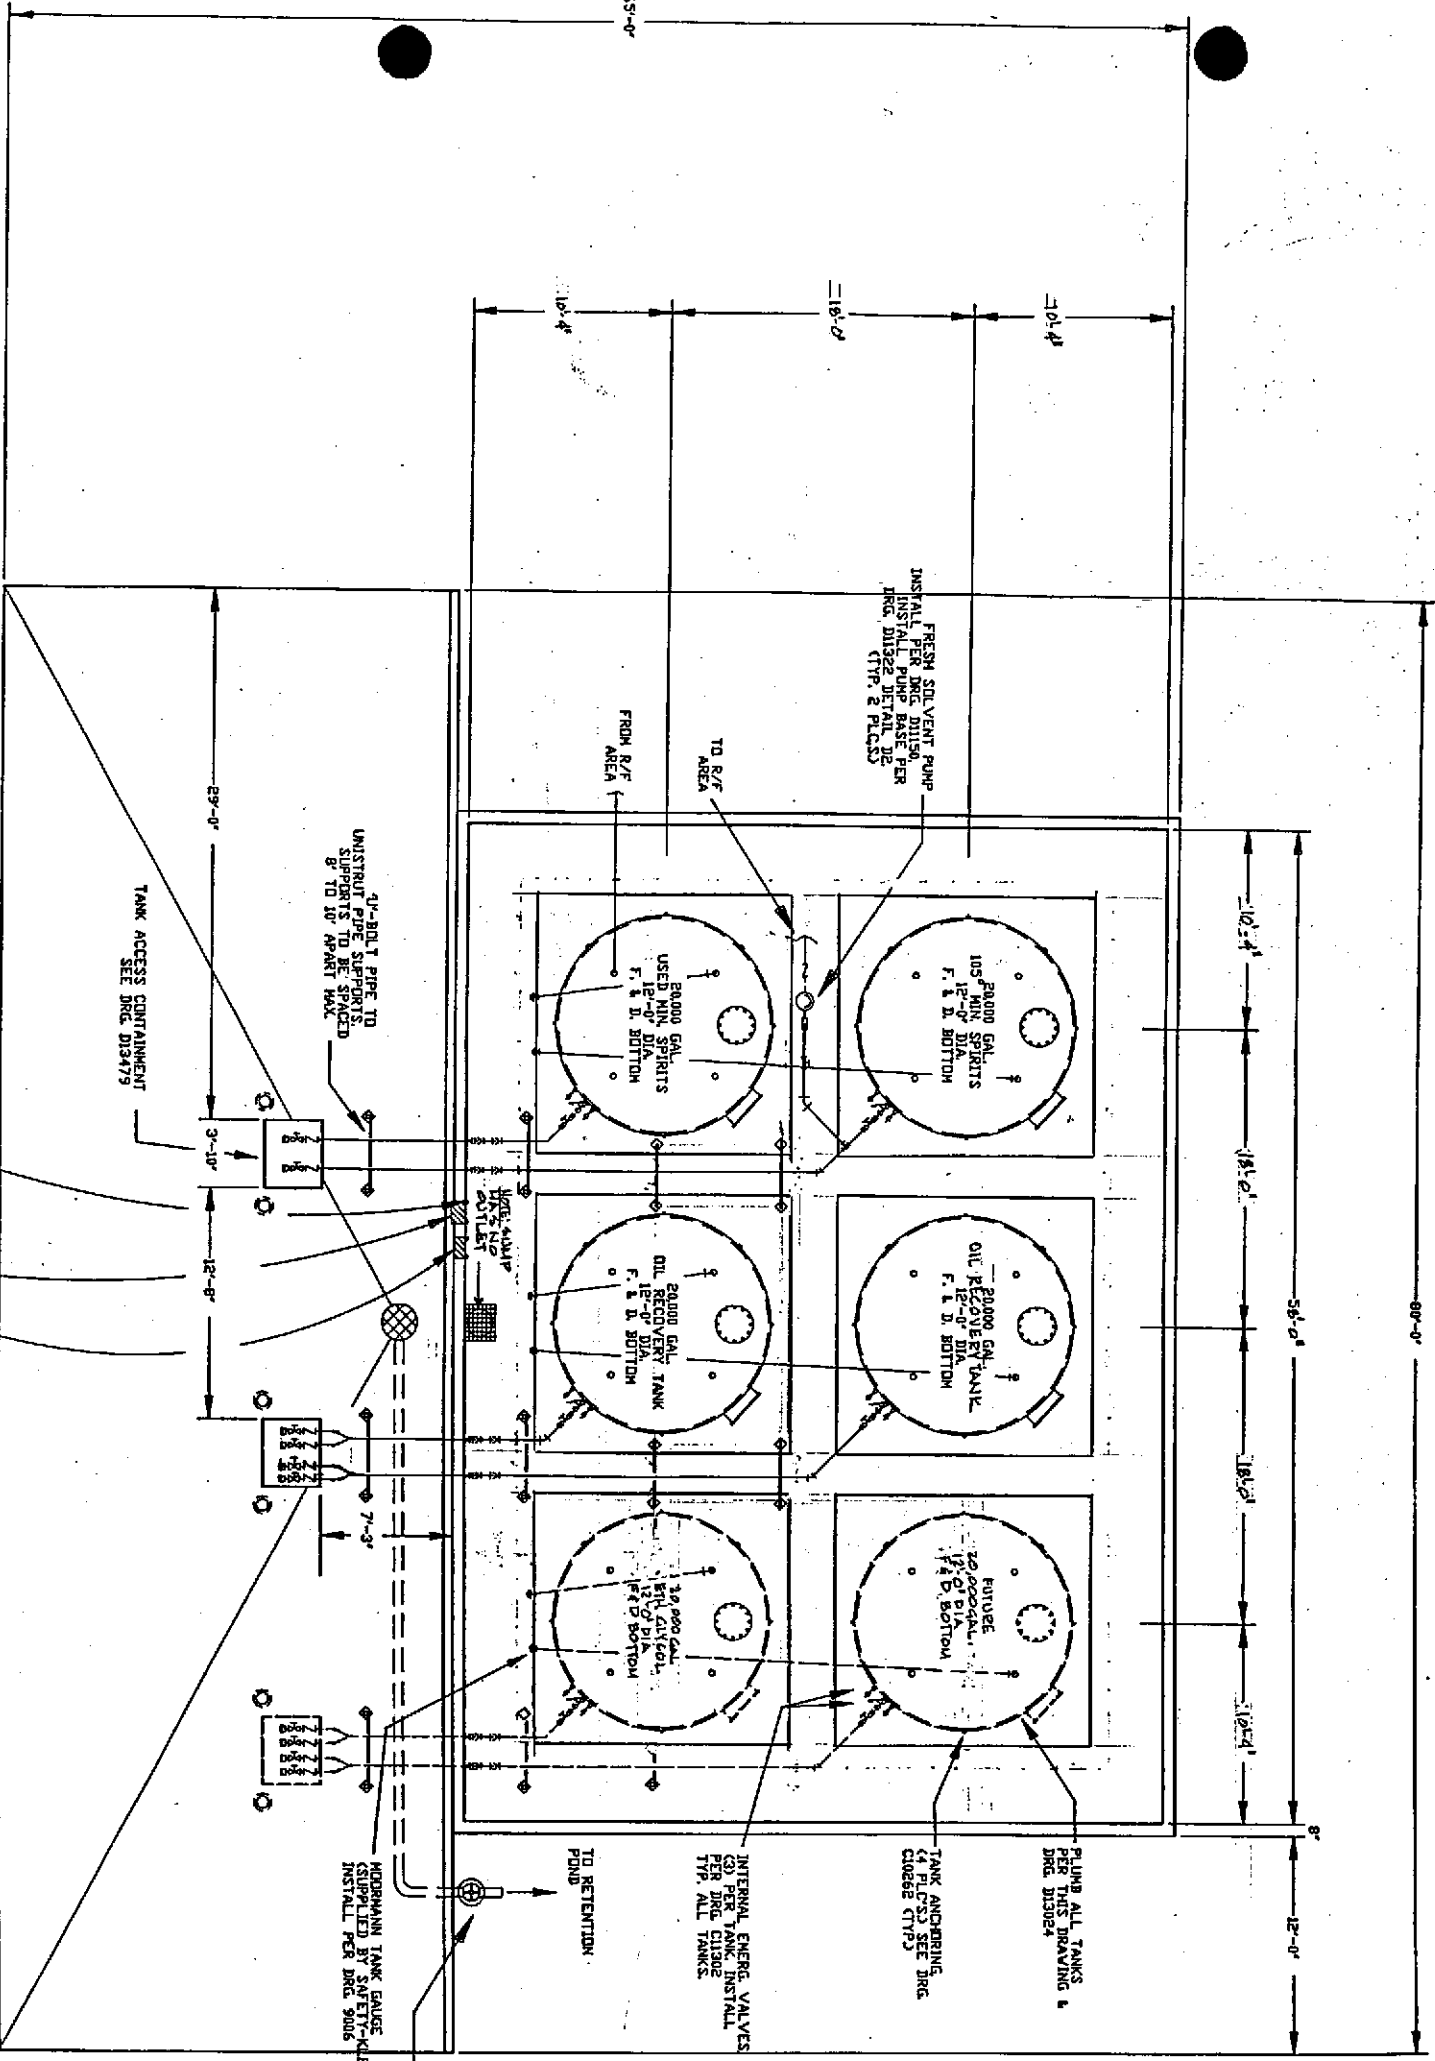 80'-0"
58'-0"
8"
12'-0"
10'-4"
18'-0"
18'-0"
10'-4"
5'-0"
10'-4"
18'-0"
10'-4"
FRESH SOLVENT PUMP
INSTALL PER DRG. D11150,
INSTALL PUMP BASE PER
DRG. D11322 DETAIL D2.
(TYP. 2 PLC.S.)
TO R/F
AREA
FROM R/F
AREA
20,000 GAL.
105° MIN. SPIRITS
12'-0" DIA.
F. & D. BOTTOM
20,000 GAL.
OIL RECOVERY TANK
12'-0" DIA.
F. & D. BOTTOM
FUTURE
20,000 GAL.
12'-0" DIA
F & D. BOTTOM
20,000 GAL.
USED MIN. SPIRITS
12'-0" DIA.
F. & D. BOTTOM
20,000 GAL.
OIL RECOVERY TANK
12'-0" DIA.
F. & D. BOTTOM
20,000 GAL
ETH. GLYCOL
12'-0" DIA
F & D BOTTOM
PLUMB ALL TANKS
PER THIS DRAWING &
DRG. D13024
TANK ANCHORING
(4 PLC'S.) SEE DRG.
C10262 (TYP.)
INTERNAL EMERG. VALVES
(3) PER TANK. INSTALL
PER DRG. C11302
TYP. ALL TANKS.
TO RETENTION
POND
MOORMANN TANK GAUGE
(SUPPLIED BY SAFETY-KLE
INSTALL PER DRG. 9006
NOTE: SUMP
HAS NO
OUTLET
"U"-BOLT PIPE TO
UNISTRUT PIPE SUPPORTS.
SUPPORTS TO BE SPACED
8' TO 10' APART MAX.
TANK ACCESS CONTAINMENT
SEE DRG. D13479
29'-0"
3'-10"
12'-8"
7'-3"